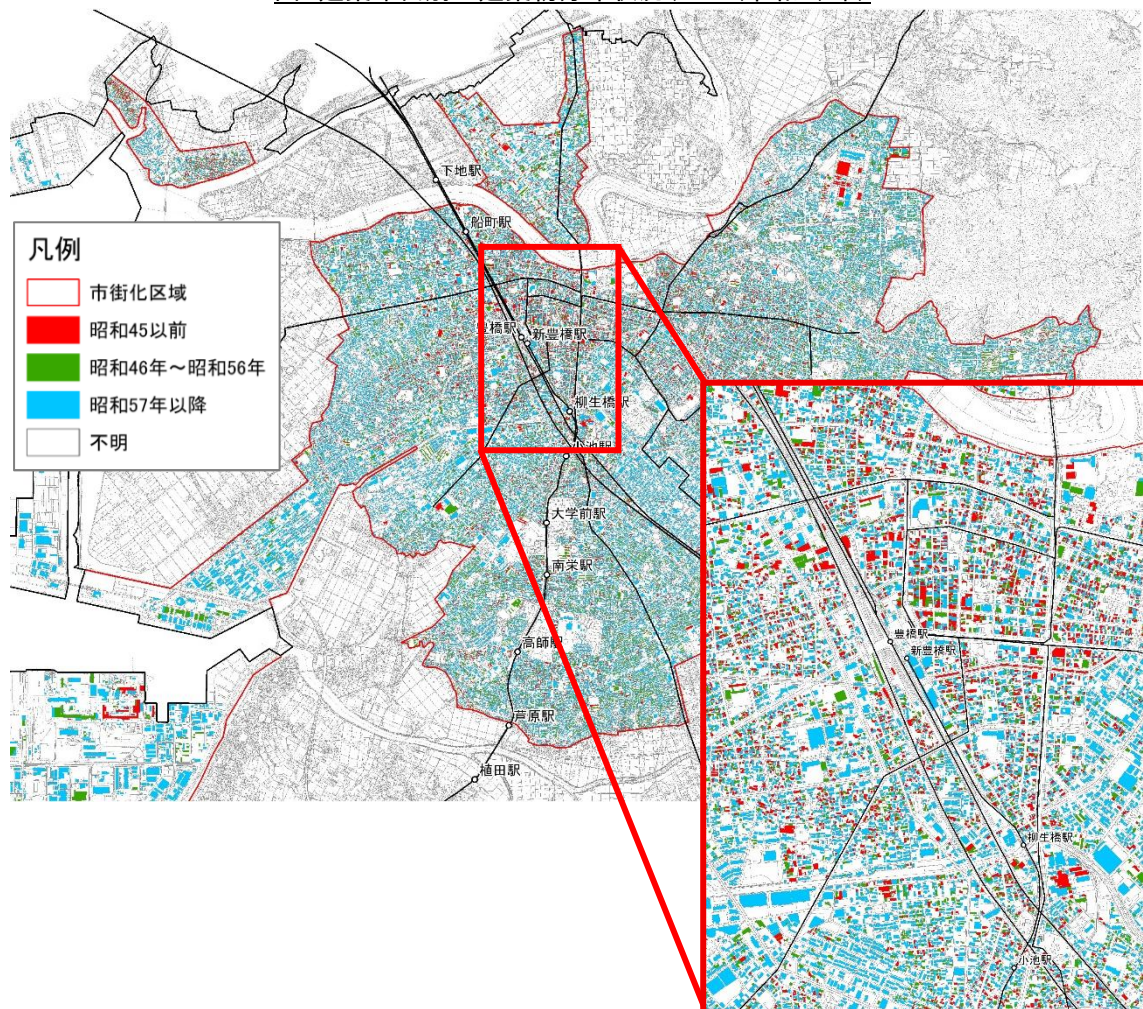 下地駅
船町駅
凡例
市街化区域
昭和45以前
昭和46年～昭和56年
昭和57年以降
不明
豊橋駅
新豊橋駅
柳生橋駅
小池駅
大学前駅
南栄駅
高師駅
芦原駅
植田駅
豊橋駅
新豊橋駅
柳生橋駅
小池駅